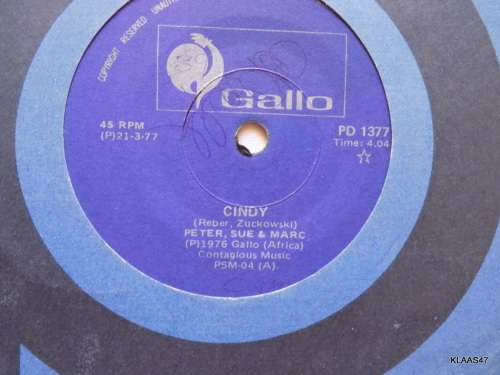 COPYRIGHT RESERVED UNAUTHO
Gallo
45 RPM
(P)21-3-77
PD 1377
Time: 4.04
CINDY
(Reber, Zuckowski)
PETER, SUE & MARC
(P)1976 Gallo (Africa)
Contagious Music
PSM-04 (A).
KLAAS47